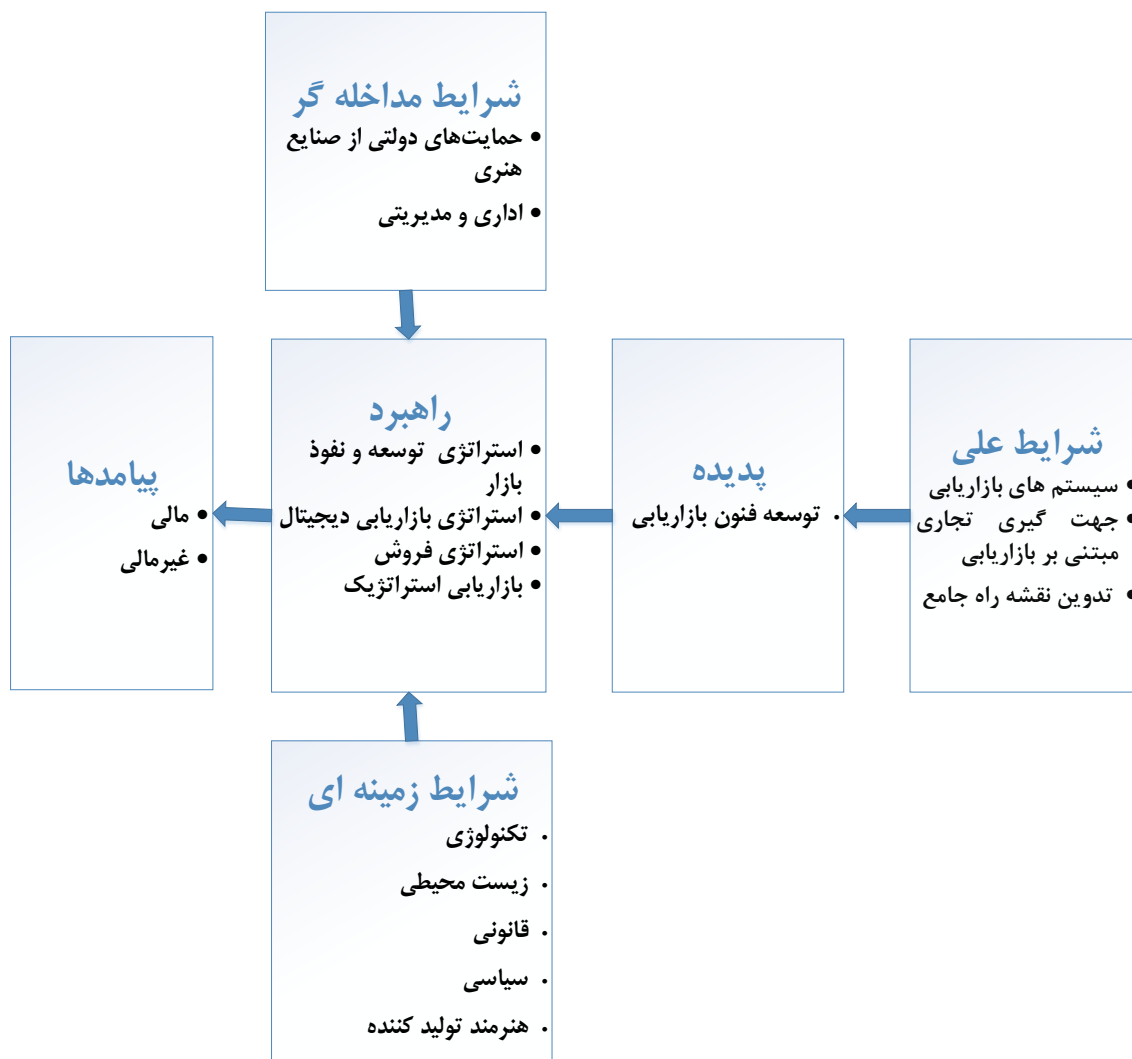 شرایط مداخله گر
• حمایت‌های دولتی از صنایع
هنری
• اداری و مدیریتی
شرایط علی
• سیستم های بازاریابی
• جهت گیری تجاری
مبتنی بر بازاریابی
• تدوین نقشه راه جامع
پدیده
. توسعه فنون بازاریابی
راهبرد
• استراتژی توسعه و نفوذ
بازار
• استراتژی بازاریابی دیجیتال
• استراتژی فروش
• بازاریابی استراتژیک
پیامدها
• مالی
• غیرمالی
شرایط زمینه ای
. تکنولوژی
. زیست محیطی
. قانونی
. سیاسی
. هنرمند تولید کننده